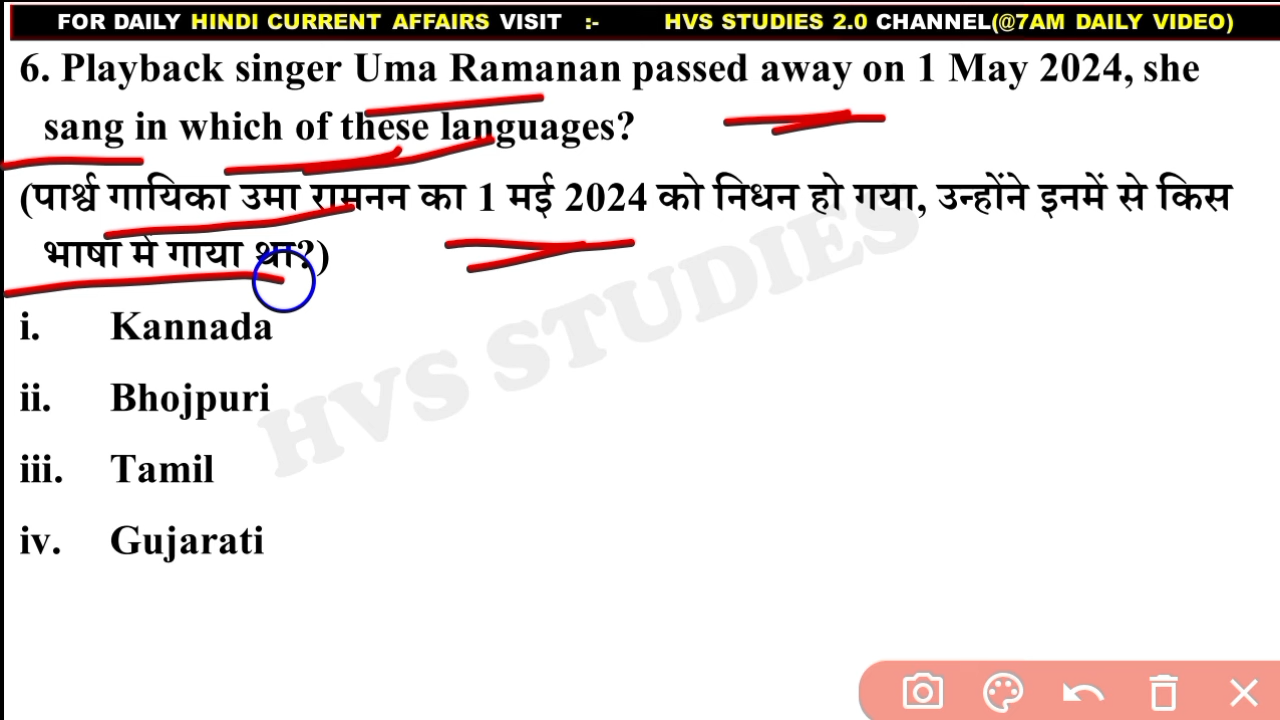 FOR DAILY HINDI CURRENT AFFAIRS VISIT :- HVS STUDIES 2.0 CHANNEL(@7AM DAILY VIDEO)
6. Playback singer Uma Ramanan passed away on 1 May 2024, she
sang in which of these languages?
(पार्श्व गायिका उमा रामनन का 1 मई 2024 को निधन हो गया, उन्होंने इनमें से किस
भाषा में गाया था?)
i. Kannada
ii. Bhojpuri
iii. Tamil
iv. Gujarati
HVS STUDIES